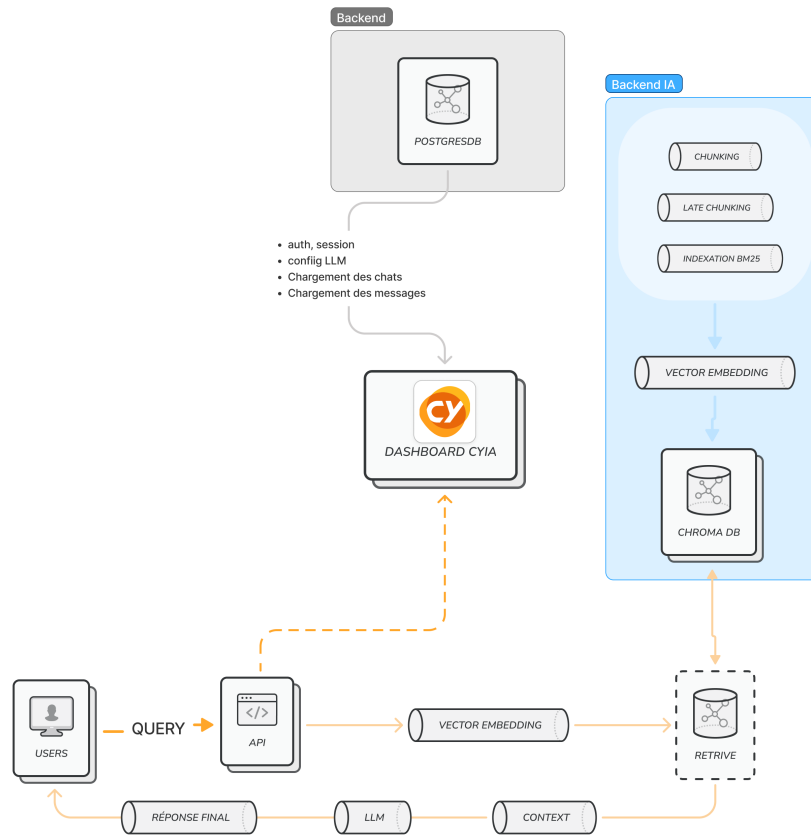 Backend
POSTGRESDB
Backend IA
CHUNKING
LATE CHUNKING
INDEXATION BM25
auth, session
confiig LLM
Chargement des chats
Chargement des messages
VECTOR EMBEDDING
CY
DASHBOARD CYIA
CHROMA DB
USERS
QUERY
API
VECTOR EMBEDDING
RETRIVE
RÉPONSE FINAL
LLM
CONTEXT